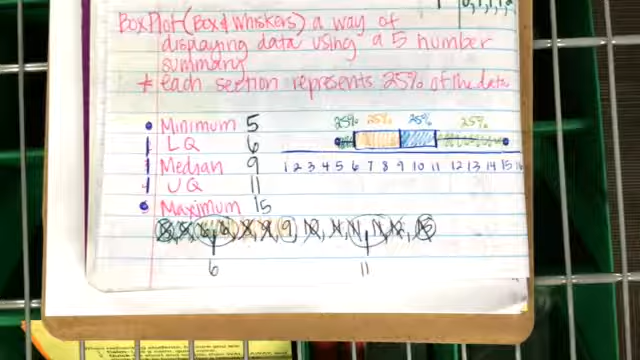 BoxPlot (Box & Whiskers) a way of
displaying data using a 5 number
summary
* each section represents 25% of the data
25% 25% 25% 25%
Minimum 5
LQ 6
Median 9
UQ 11
Maximum 15
1 2 3 4 5 6 7 8 9 10 11 12 13 14 15 16
6 11